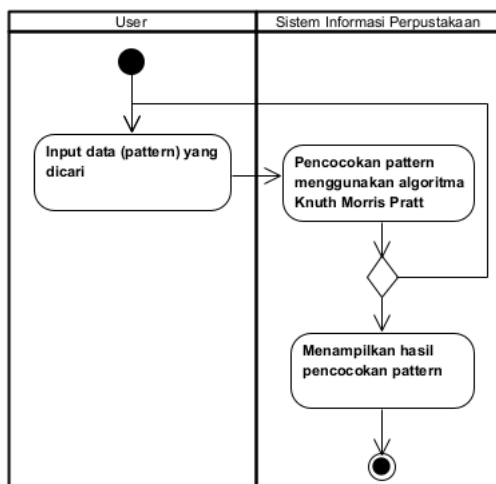 User
Sistem Informasi Perpustakaan
Input data (pattern) yang
dicari
Pencocokan pattern
menggunakan algoritma
Knuth Morris Pratt
Menampilkan hasil
pencocokan pattern